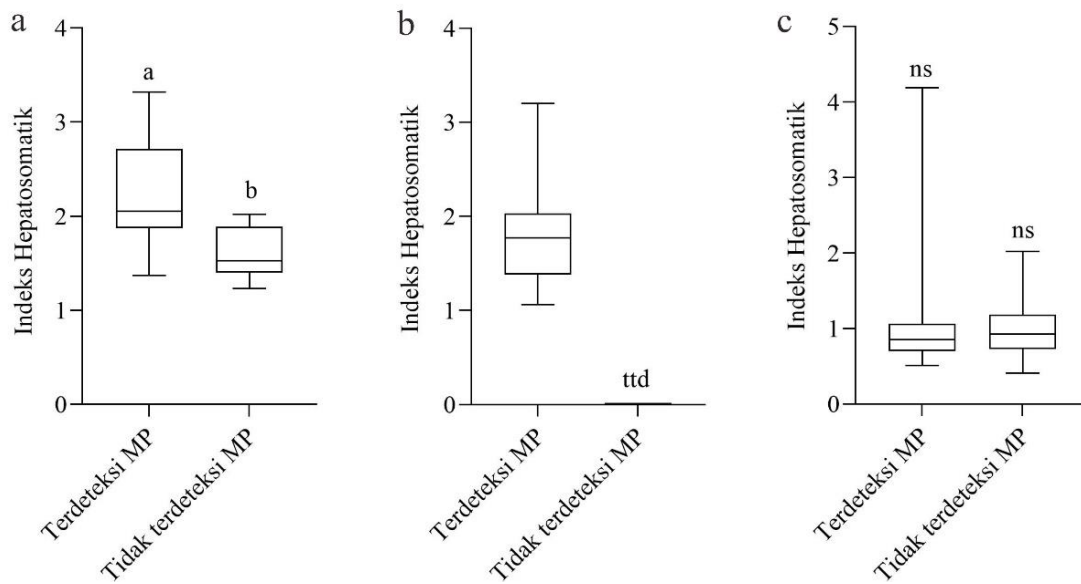 a
Indeks Hepatosomatik
4
3
2
1
0
a
b
Terdeteksi MP
Tidak terdeteksi MP
b
Indeks Hepatosomatik
4
3
2
1
0
ttd
Terdeteksi MP
Tidak terdeteksi MP
c
Indeks Hepatosomatik
5
4
3
2
1
0
ns
ns
Terdeteksi MP
Tidak terdeteksi MP